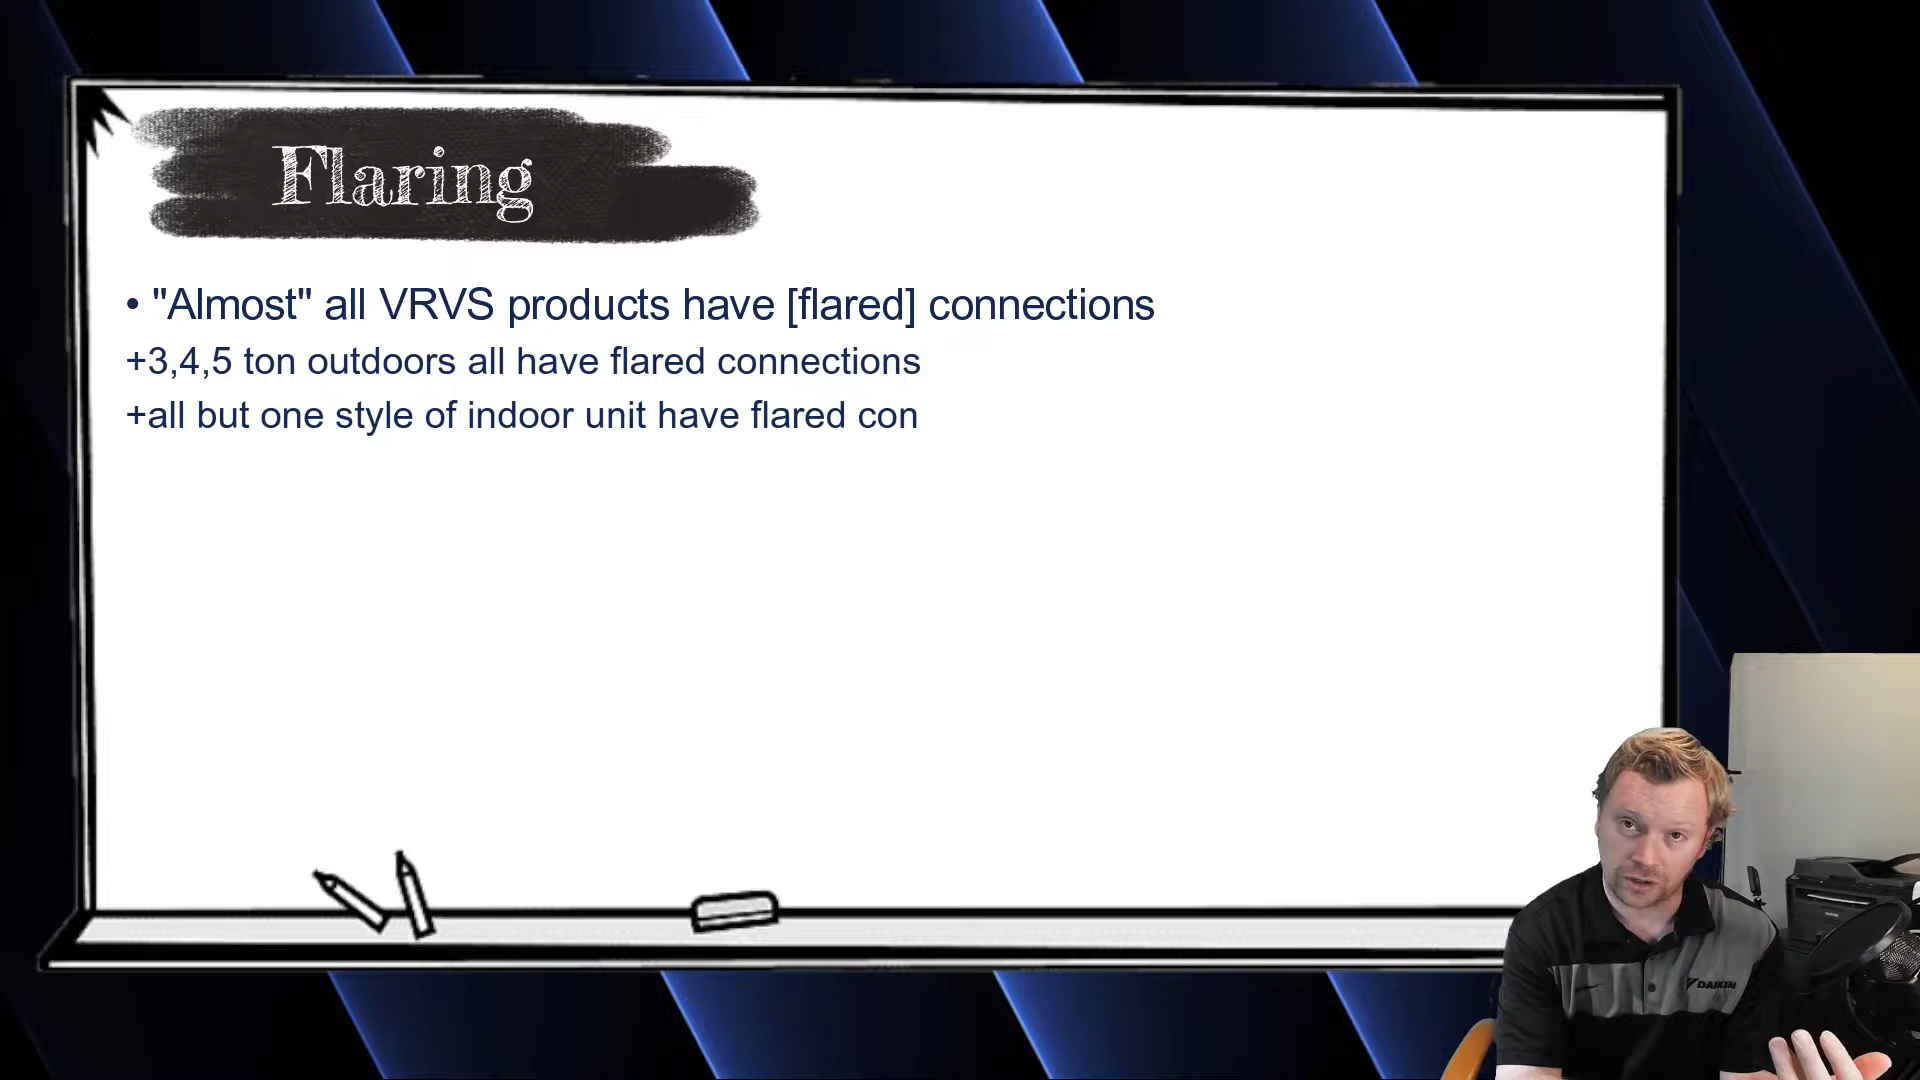 Flaring
• "Almost" all VRVS products have [flared] connections
+3,4,5 ton outdoors all have flared connections
+all but one style of indoor unit have flared con
DAIKIN